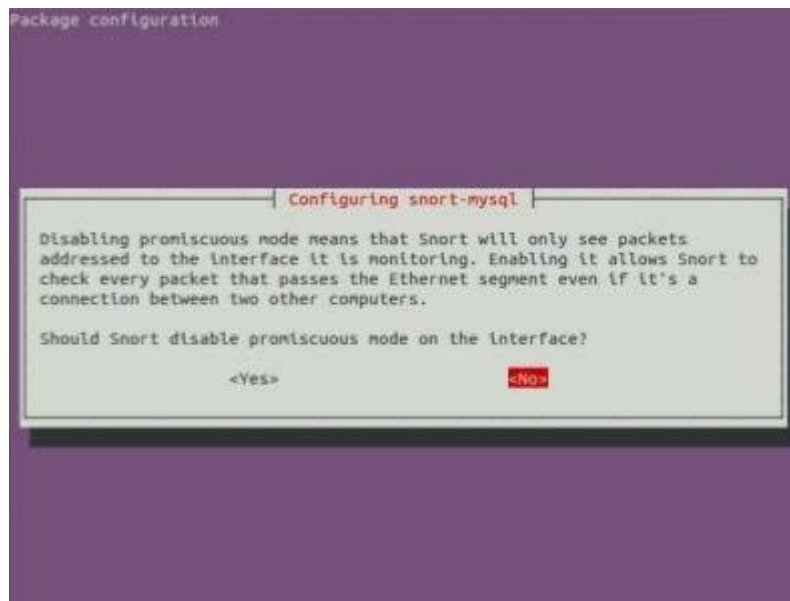 Package configuration
Configuring snort-mysql
Disabling promiscuous mode means that Snort will only see packets
addressed to the interface it is monitoring. Enabling it allows Snort to
check every packet that passes the Ethernet segment even if it's a
connection between two other computers.
Should Snort disable promiscuous mode on the interface?
<Yes> <No>